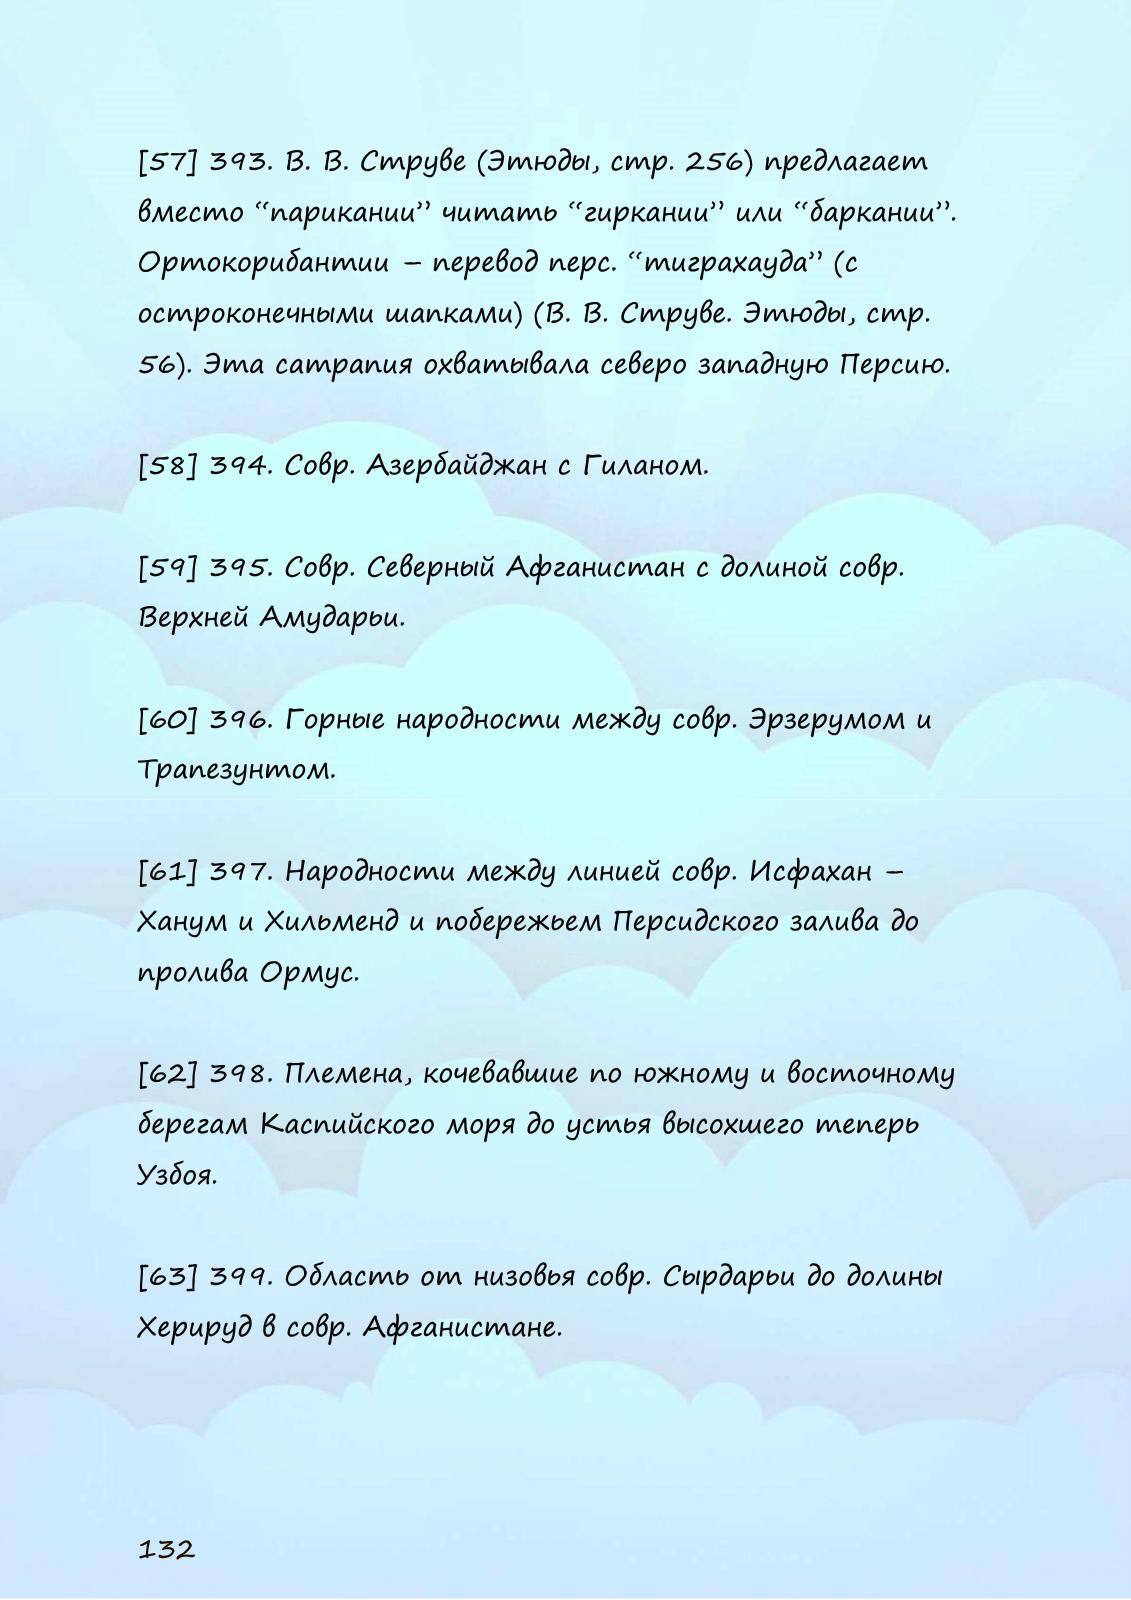 [57] 393. В. В. Струве (Этюды, стр. 256) предлагает
вместо “парикании” читать “гиркании” или “баркании”.
Ортокорибантии – перевод перс. “тиграхауда” (с
остроконечными шапками) (В. В. Струве. Этюды, стр.
56). Эта сатрапия охватывала северо западную Персию.
[58] 394. Совр. Азербайджан с Гиланом.
[59] 395. Совр. Северный Афганистан с долиной совр.
Верхней Амударьи.
[60] 396. Горные народности между совр. Эрзерумом и
Трапезунтом.
[61] 397. Народности между линией совр. Исфахан –
Ханум и Хильменд и побережьем Персидского залива до
пролива Ормус.
[62] 398. Племена, кочевавшие по южному и восточному
берегам Каспийского моря до устья высохшего теперь
Узбоя.
[63] 399. Область от низовья совр. Сырдарьи до долины
Херируд в совр. Афганистане.
132